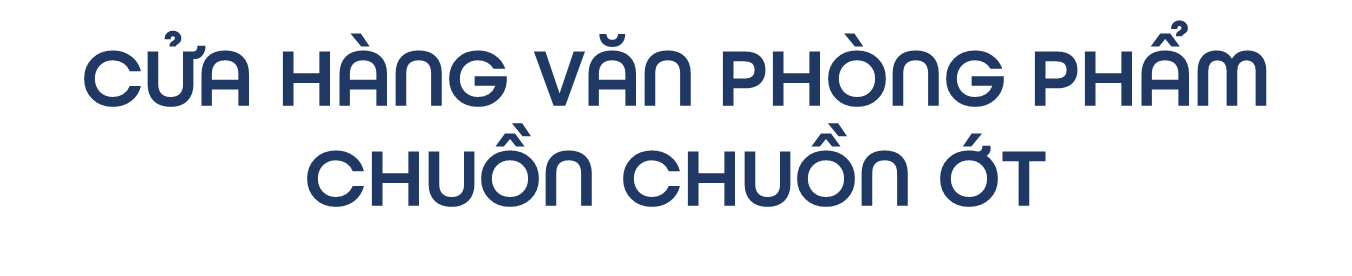 CỬA HÀNG VĂN PHÒNG PHẨM
CHUỒN CHUỒN ỚT